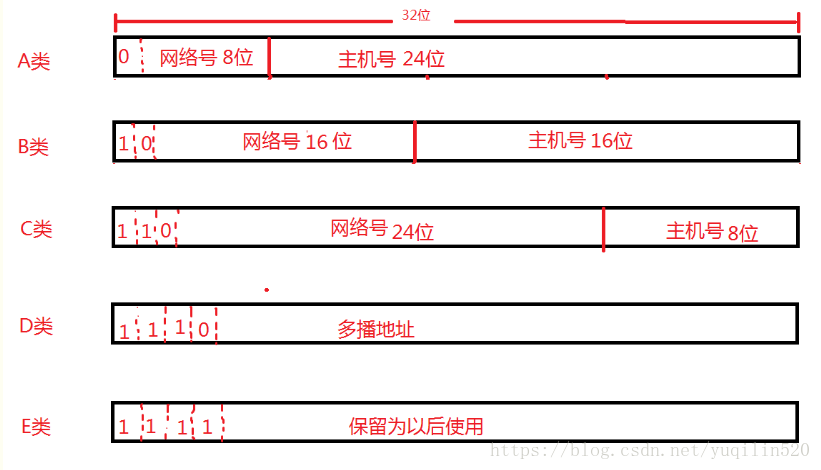 32位
A类 0 网络号 8位 主机号 24位
B类 1 0 网络号 16 位 主机号 16位
C类 1 1 0 网络号 24位 主机号 8位
D类 1 1 1 0 多播地址
E类 1 1 1 1 保留为以后使用
https://blog.csdn.net/yuqilin520